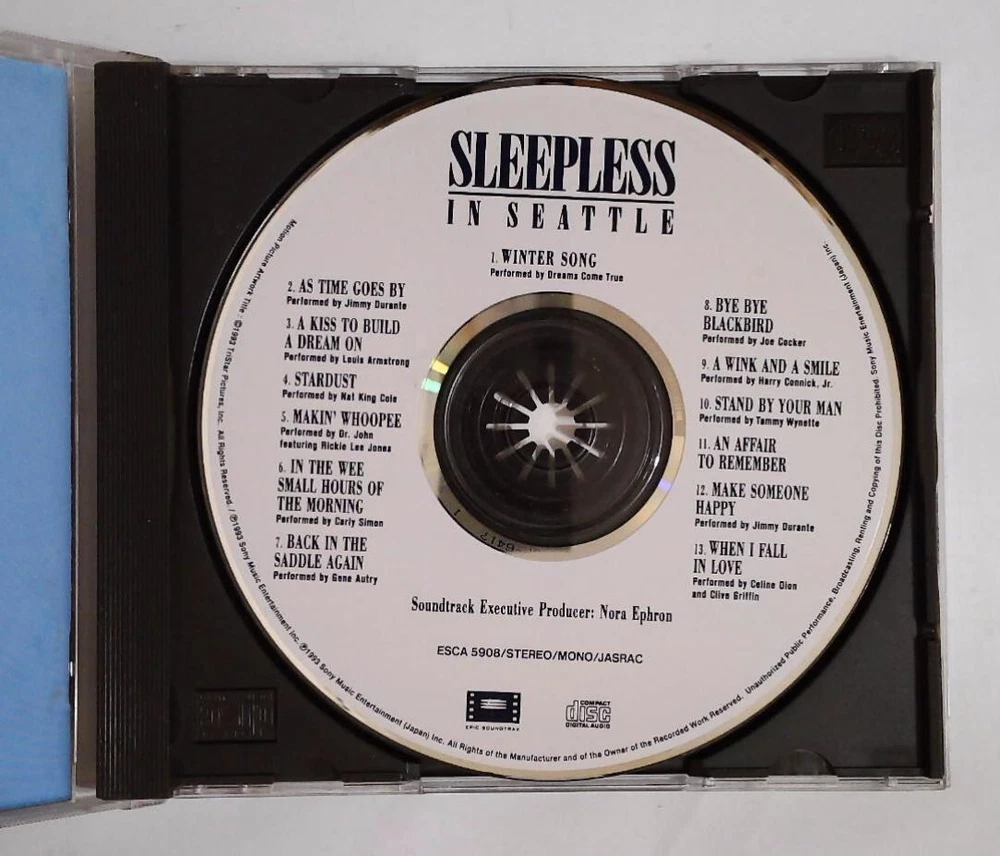 SLEEPLESS
IN SEATTLE
1. WINTER SONG
Performed by Dreams Come True
2. AS TIME GOES BY
Performed by Jimmy Durante
3. A KISS TO BUILD
A DREAM ON
Performed by Louis Armstrong
4. STARDUST
Performed by Nat King Cole
5. MAKIN' WHOOPEE
Performed by Dr. John
featuring Rickie Lee Jones
6. IN THE WEE
SMALL HOURS OF
THE MORNING
Performed by Carly Simon
7. BACK IN THE
SADDLE AGAIN
Performed by Gene Autry
8. BYE BYE
BLACKBIRD
Performed by Joe Cocker
9. A WINK AND A SMILE
Performed by Harry Connick, Jr.
10. STAND BY YOUR MAN
Performed by Tammy Wynette
11. AN AFFAIR
TO REMEMBER
12. MAKE SOMEONE
HAPPY
Performed by Jimmy Durante
13. WHEN I FALL
IN LOVE
Performed by Celine Dion
and Clive Griffin
Soundtrack Executive Producer: Nora Ephron
ESCA 5908/STEREO/MONO/JASRAC
EPIC SOUNDTRAX
COMPACT
disc
DIGITAL AUDIO
Motion Picture Artwork Title : ©1993 TriStar Pictures, Inc. All Rights Reserved. / ℗1993 Sony Music Entertainment Inc. ℗1993 Sony Music Entertainment (Japan) Inc. All Rights of the Manufacturer and of the Owner of the Recorded Work Reserved. Unauthorized Public Performance, Broadcasting, Renting and Copying of this Disc Prohibited. Sony Music Entertainment (Japan) Inc.